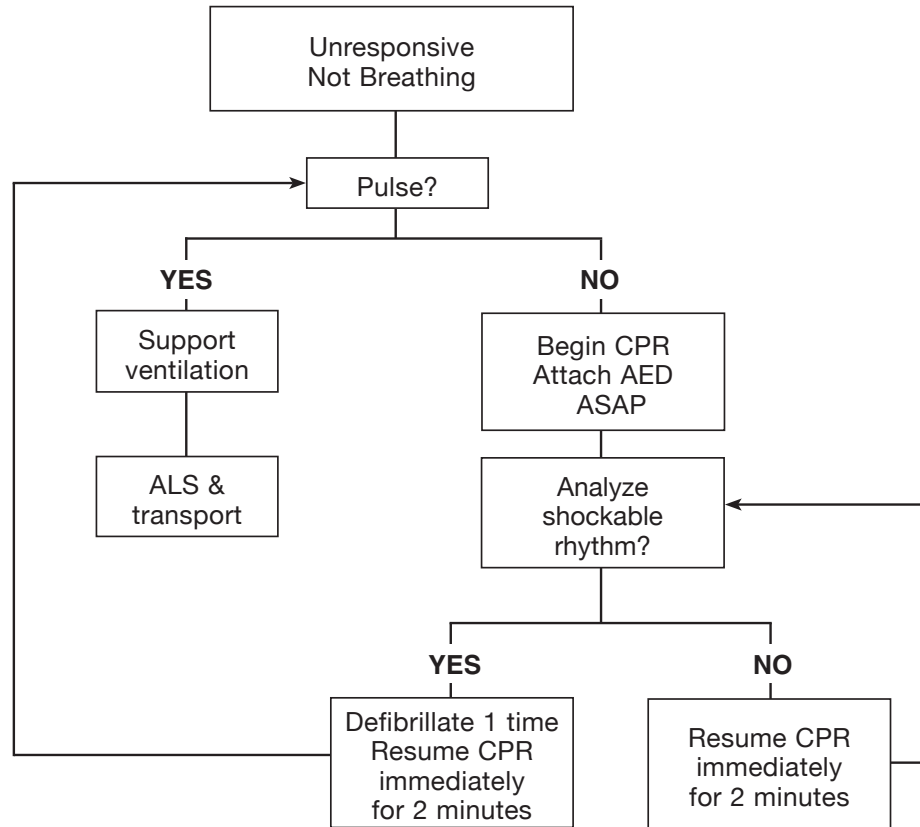 Unresponsive
Not Breathing
Pulse?
YES
NO
Support
ventilation
Begin CPR
Attach AED
ASAP
ALS &
transport
Analyze
shockable
rhythm?
YES
NO
Defibrillate 1 time
Resume CPR
immediately
for 2 minutes
Resume CPR
immediately
for 2 minutes